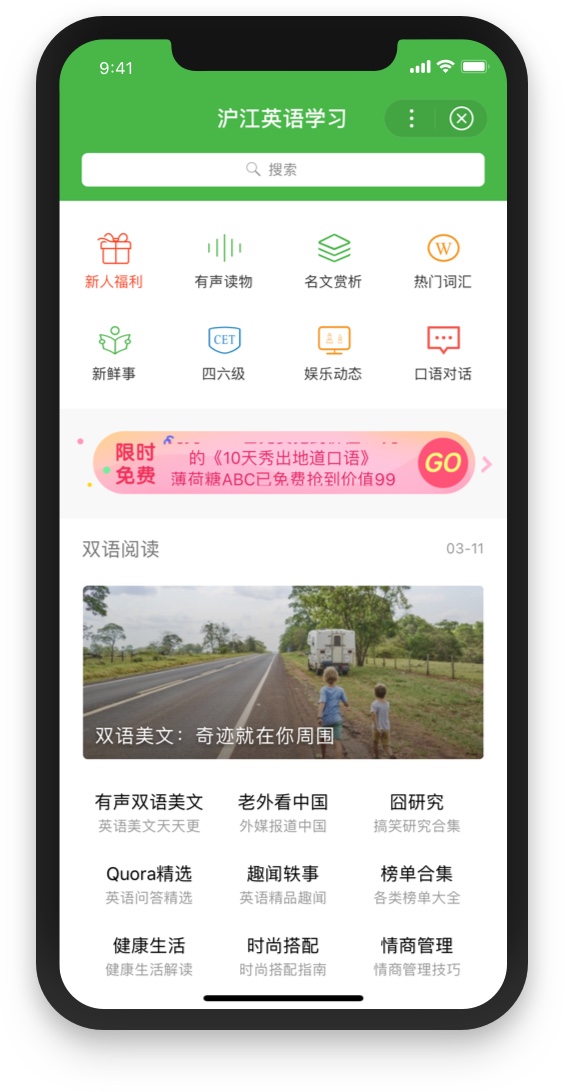 9:41
沪江英语学习
搜索
新人福利
有声读物
名文赏析
热门词汇
W
CET
新鲜事
四六级
娱乐动态
口语对话
限时
免费
的《10天秀出地道口语》
薄荷糖ABC已免费抢到价值99
GO
双语阅读
03-11
双语美文：奇迹就在你周围
有声双语美文
英语美文天天更
老外看中国
外媒报道中国
囧研究
搞笑研究合集
Quora精选
英语问答精选
趣闻轶事
英语精品趣闻
榜单合集
各类榜单大全
健康生活
健康生活解读
时尚搭配
时尚搭配指南
情商管理
情商管理技巧